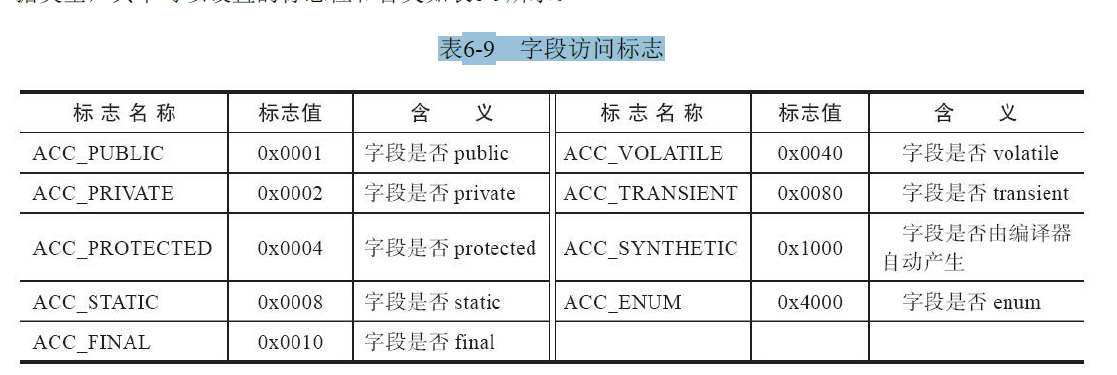 表6-9 字段访问标志
标志名称 标志值 含 义 标志名称 标志值 含 义
ACC_PUBLIC 0x0001 字段是否 public ACC_VOLATILE 0x0040 字段是否 volatile
ACC_PRIVATE 0x0002 字段是否 private ACC_TRANSIENT 0x0080 字段是否 transient
ACC_PROTECTED 0x0004 字段是否 protected ACC_SYNTHETIC 0x1000 字段是否由编译器
自动产生
ACC_STATIC 0x0008 字段是否 static ACC_ENUM 0x4000 字段是否 enum
ACC_FINAL 0x0010 字段是否 final